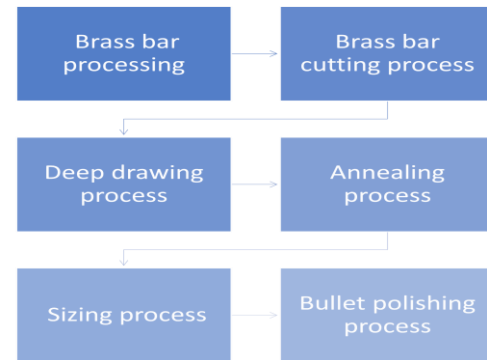 Brass bar
processing
Brass bar
cutting process
Deep drawing
process
Annealing
process
Sizing process
Bullet polishing
process